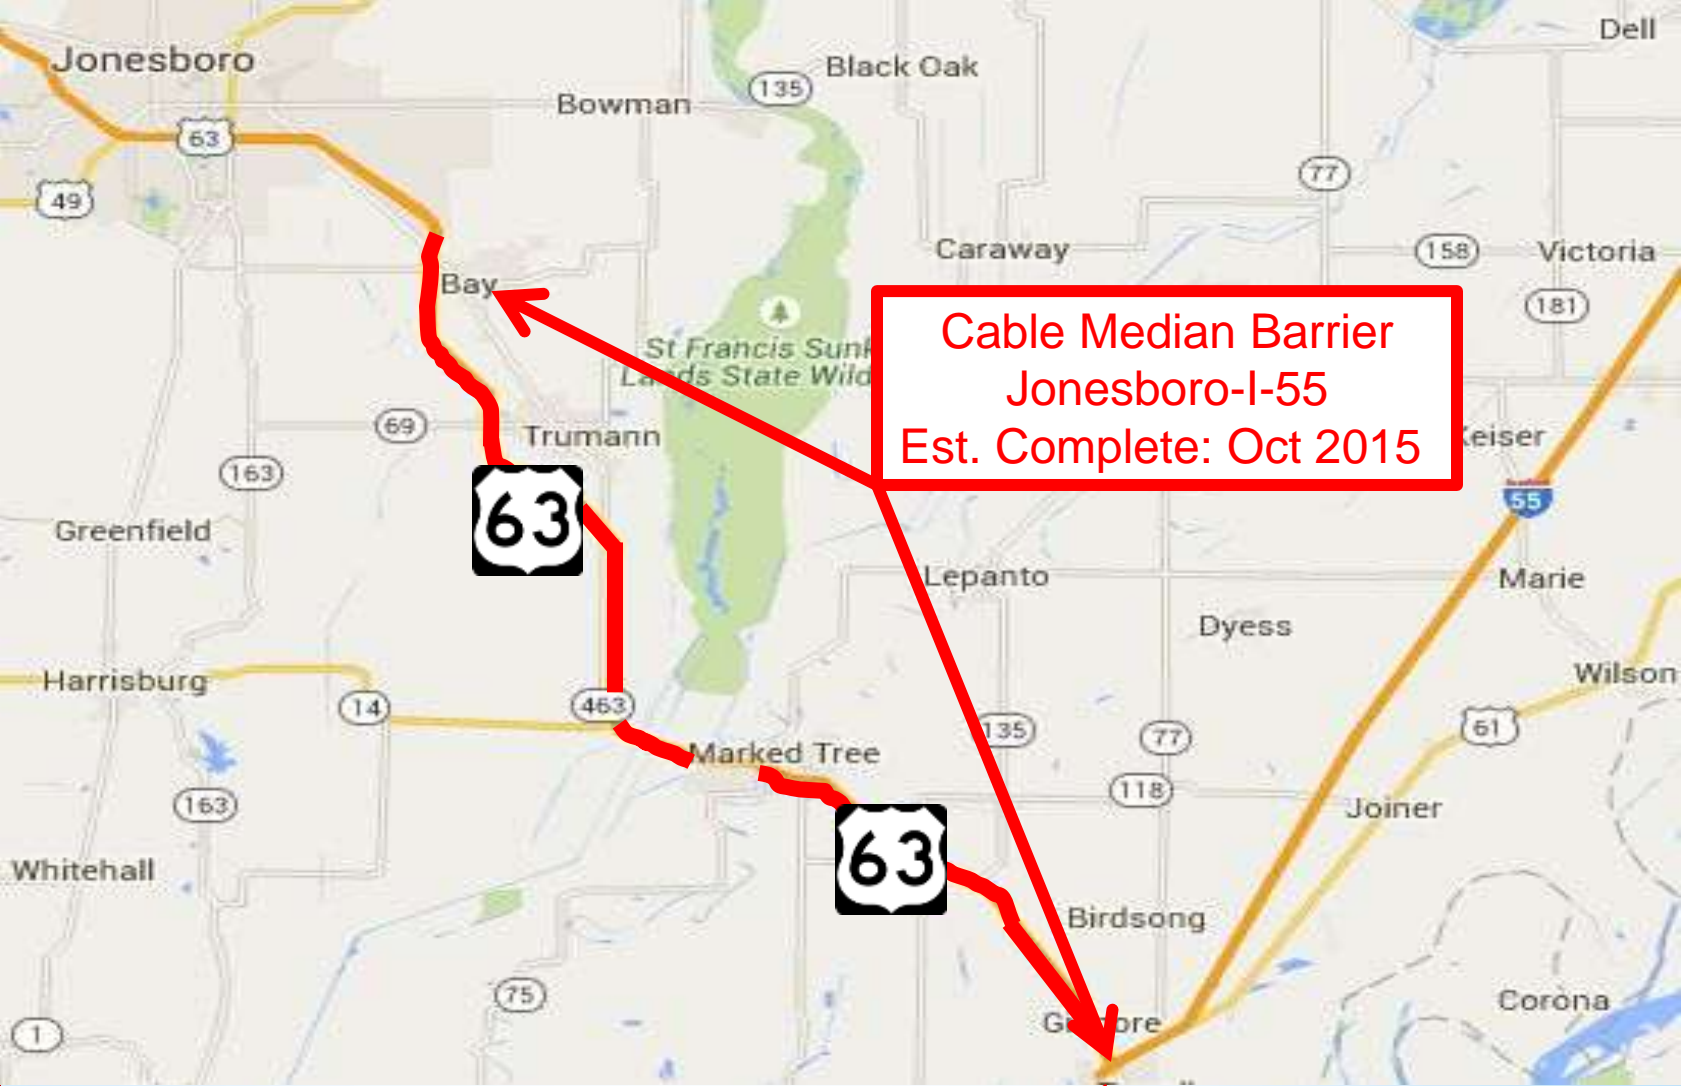 Dell
Jonesboro
Black Oak
135
Bowman
63
77
49
Caraway
158
Victoria
Bay
181
Cable Median Barrier
Jonesboro-I-55
Est. Complete: Oct 2015
St Francis Sunk
Lands State Wild
69
Trumann
Keiser
163
55
63
Greenfield
Lepanto
Marie
Dyess
Harrisburg
Wilson
14
463
135
77
61
Marked Tree
118
163
Joiner
63
Whitehall
Birdsong
75
Corona
1